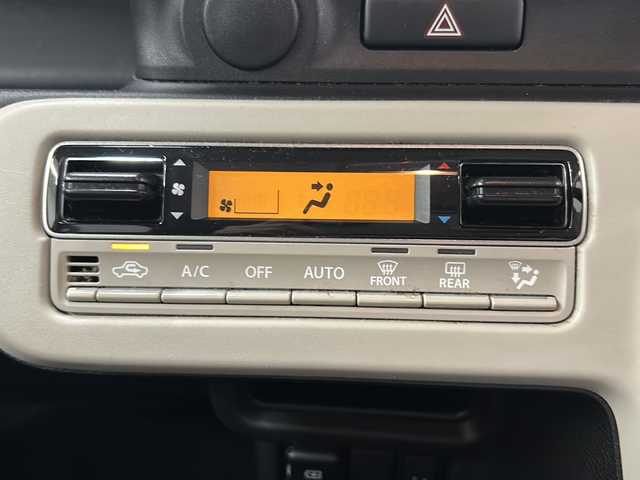 A/C OFF AUTO FRONT REAR